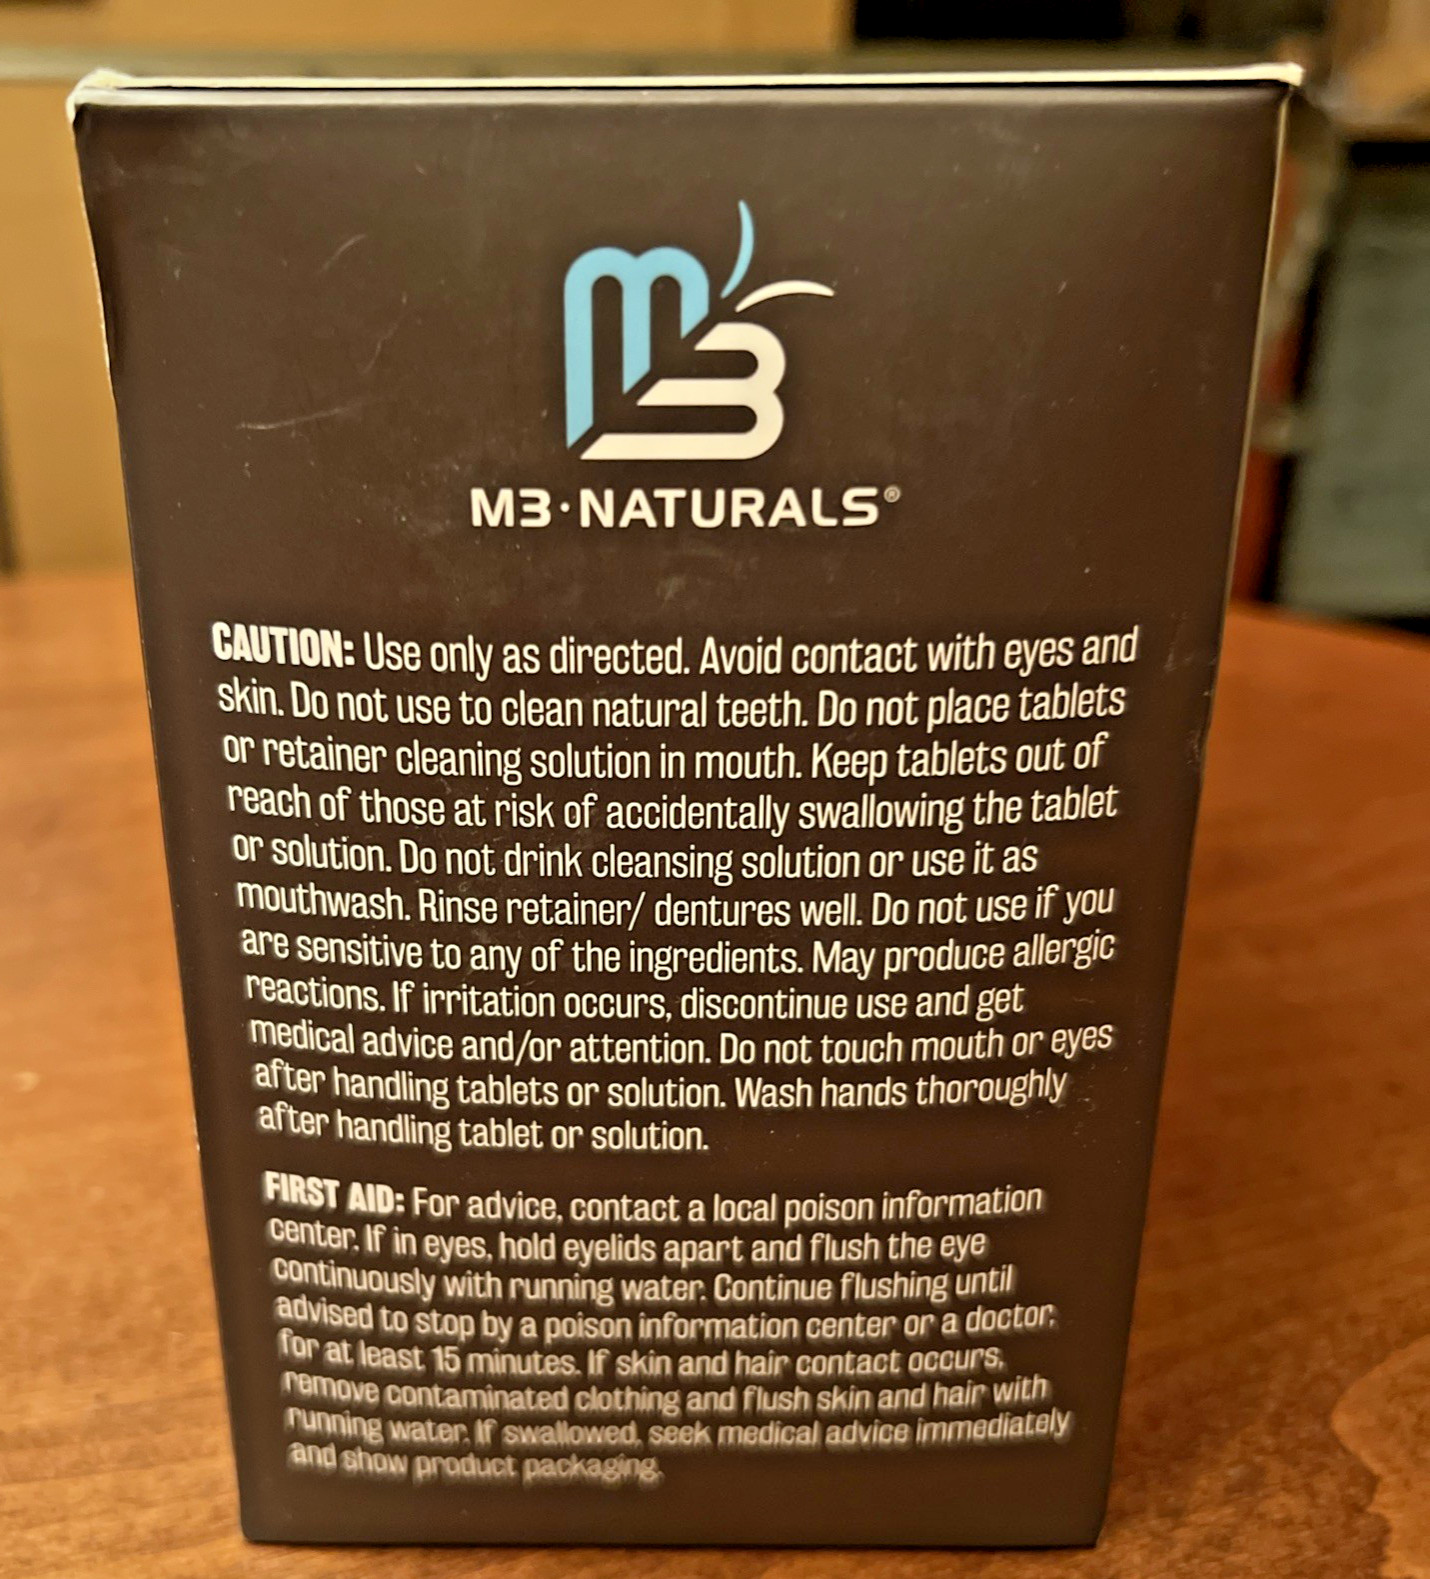 M3
M3·NATURALS®
CAUTION: Use only as directed. Avoid contact with eyes and
skin. Do not use to clean natural teeth. Do not place tablets
or retainer cleaning solution in mouth. Keep tablets out of
reach of those at risk of accidentally swallowing the tablet
or solution. Do not drink cleansing solution or use it as
mouthwash. Rinse retainer/ dentures well. Do not use if you
are sensitive to any of the ingredients. May produce allergic
reactions. If irritation occurs, discontinue use and get
medical advice and/or attention. Do not touch mouth or eyes
after handling tablets or solution. Wash hands thoroughly
after handling tablet or solution.
FIRST AID: For advice, contact a local poison information
center. If in eyes, hold eyelids apart and flush the eye
continuously with running water. Continue flushing until
advised to stop by a poison information center or a doctor,
for at least 15 minutes. If skin and hair contact occurs,
remove contaminated clothing and flush skin and hair with
running water. If swallowed, seek medical advice immediately
and show product packaging.